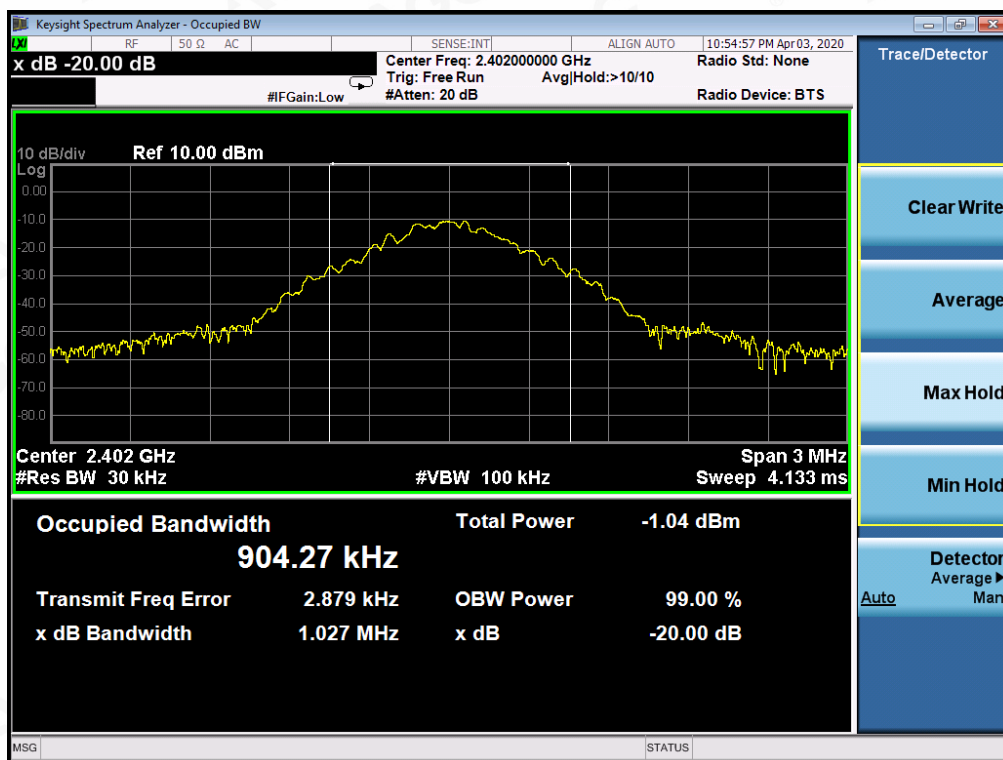 Keysight Spectrum Analyzer - Occupied BW
LXI RF 50 Ω AC SENSE:INT ALIGN AUTO 10:54:57 PM Apr 03, 2020
x dB -20.00 dB
Center Freq: 2.402000000 GHz
Radio Std: None
Trig: Free Run Avg|Hold:>10/10
#IFGain:Low #Atten: 20 dB
Radio Device: BTS
10 dB/div Ref 10.00 dBm
Log
0.00
-10.0
-20.0
-30.0
-40.0
-50.0
-60.0
-70.0
-80.0
Center 2.402 GHz Span 3 MHz
#Res BW 30 kHz #VBW 100 kHz Sweep 4.133 ms
Occupied Bandwidth Total Power -1.04 dBm
904.27 kHz
Transmit Freq Error 2.879 kHz OBW Power 99.00 %
x dB Bandwidth 1.027 MHz x dB -20.00 dB
MSG STATUS
Trace/Detector
Clear Write
Average
Max Hold
Min Hold
Detector
Average▶
Auto Man